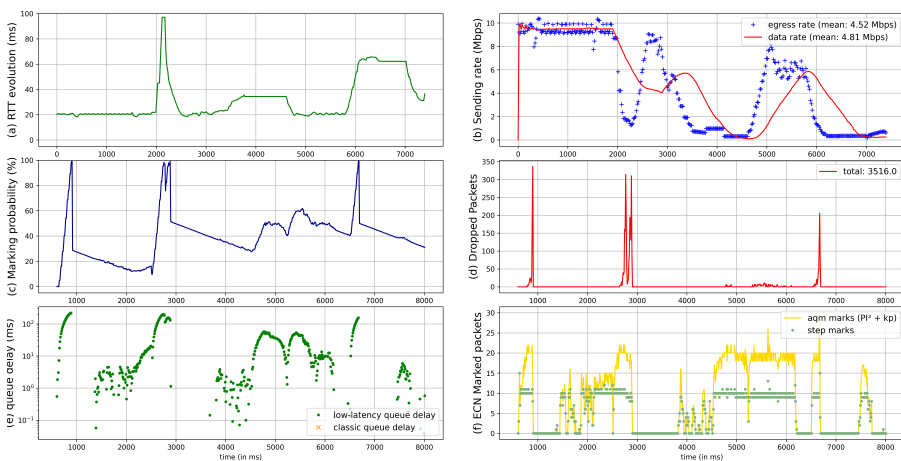 (a) RTT evolution (ms)
100
80
60
40
20
0
0 1000 2000 3000 4000 5000 6000 7000
(b) Sending rate (Mbps)
10
8
6
4
2
0
0 1000 2000 3000 4000 5000 6000 7000
egress rate (mean: 4.52 Mbps)
data rate (mean: 4.81 Mbps)
(c) Marking probability (%)
100
80
60
40
20
0
1000 2000 3000 4000 5000 6000 7000 8000
(d) Dropped Packets
350
300
250
200
150
100
50
0
1000 2000 3000 4000 5000 6000 7000 8000
total: 3516.0
(e) queue delay (ms)
10²
10¹
10⁰
10⁻¹
1000 2000 3000 4000 5000 6000 7000 8000
time (in ms)
low-latency queue delay
classic queue delay
(f) ECN Marked packets
30
25
20
15
10
5
0
1000 2000 3000 4000 5000 6000 7000 8000
time (in ms)
aqm marks (PI² + kp)
step marks